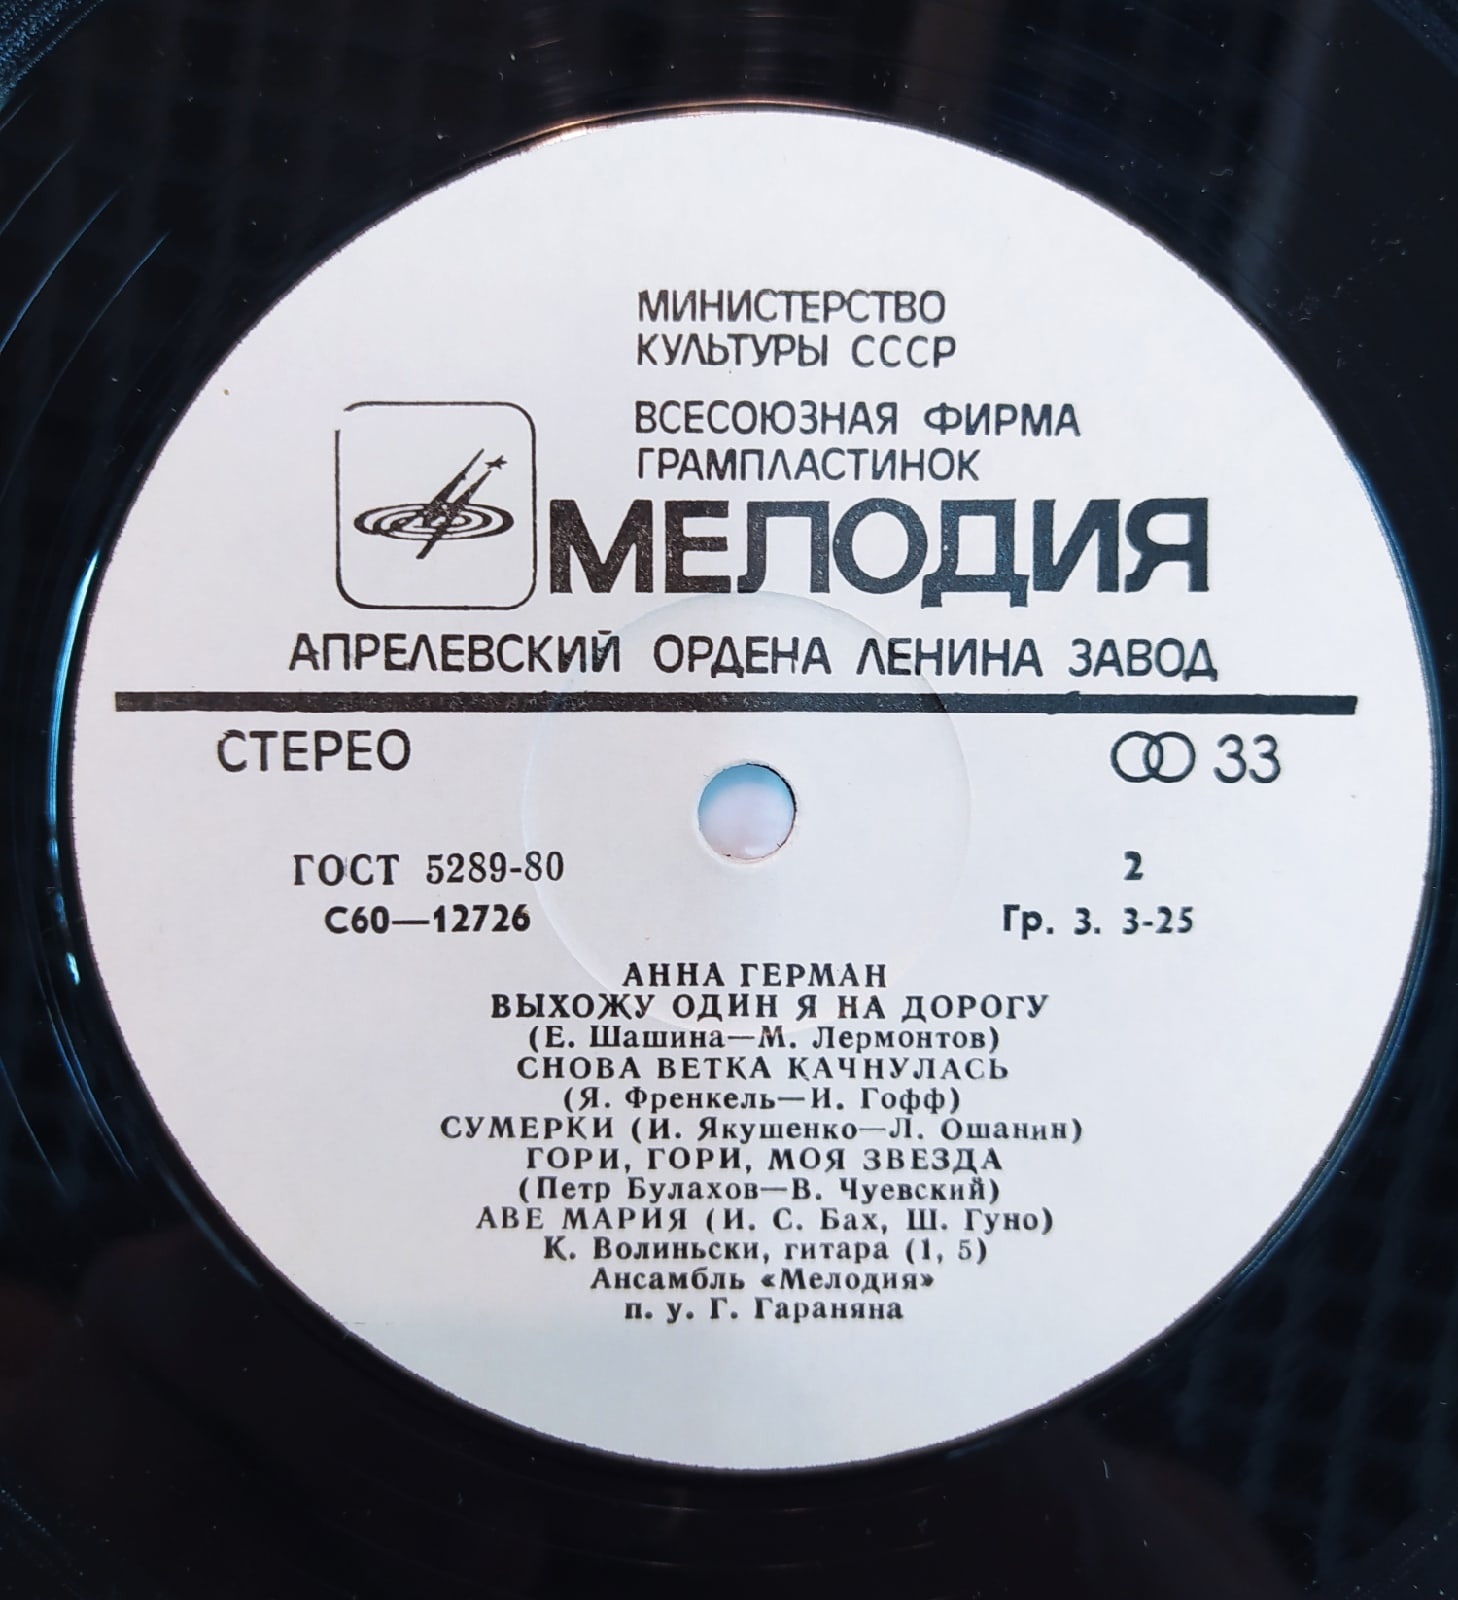 МИНИСТЕРСТВО
КУЛЬТУРЫ СССР
ВСЕСОЮЗНАЯ ФИРМА
ГРАМПЛАСТИНОК
МЕЛОДИЯ
АПРЕЛЕВСКИЙ ОРДЕНА ЛЕНИНА ЗАВОД
СТЕРЕО 33
ГОСТ 5289-80 2
С60—12726 Гр. 3. 3-25
АННА ГЕРМАН
ВЫХОЖУ ОДИН Я НА ДОРОГУ
(Е. Шашина—М. Лермонтов)
СНОВА ВЕТКА КАЧНУЛАСЬ
(Я. Френкель—И. Гофф)
СУМЕРКИ (И. Якушенко—Л. Ошанин)
ГОРИ, ГОРИ, МОЯ ЗВЕЗДА
(Петр Булахов—В. Чуевский)
АВЕ МАРИЯ (И. С. Бах, Ш. Гуно)
К. Волиньски, гитара (1, 5)
Ансамбль «Мелодия»
п. у. Г. Гараняна